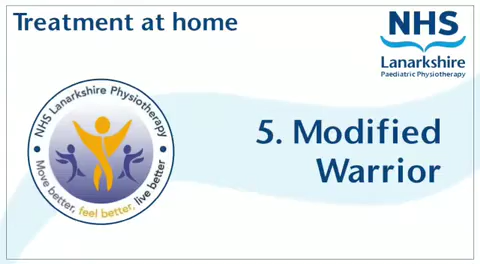 Treatment at home
NHS
Lanarkshire
Paediatric Physiotherapy
NHS Lanarkshire Physiotherapy
Move better, feel better, live better
5. Modified
Warrior